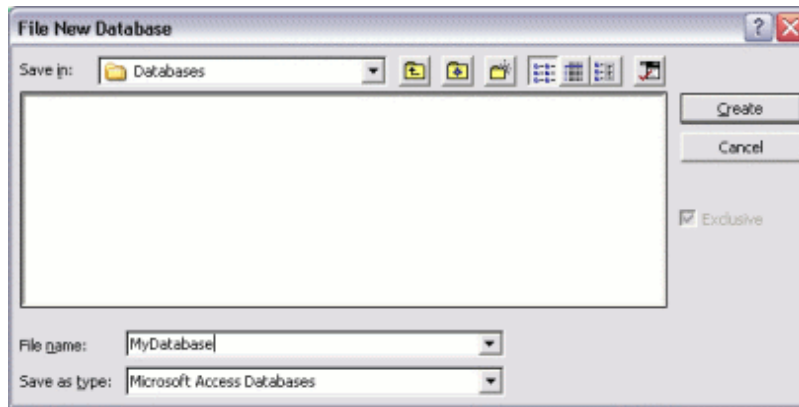 File New Database
Save in: Databases
Create
Cancel
Exclusive
File name: MyDatabase
Save as type: Microsoft Access Databases